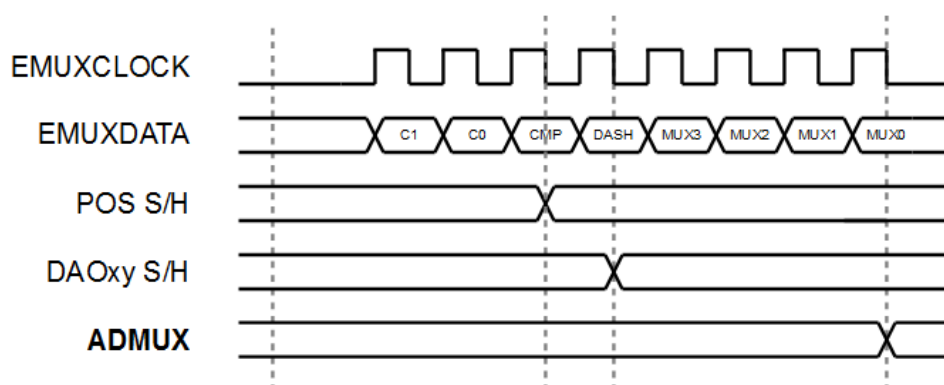 EMUXCLOCK
EMUXDATA C1 C0 CMP DASH MUX3 MUX2 MUX1 MUX0
POS S/H
DAOxy S/H
ADMUX